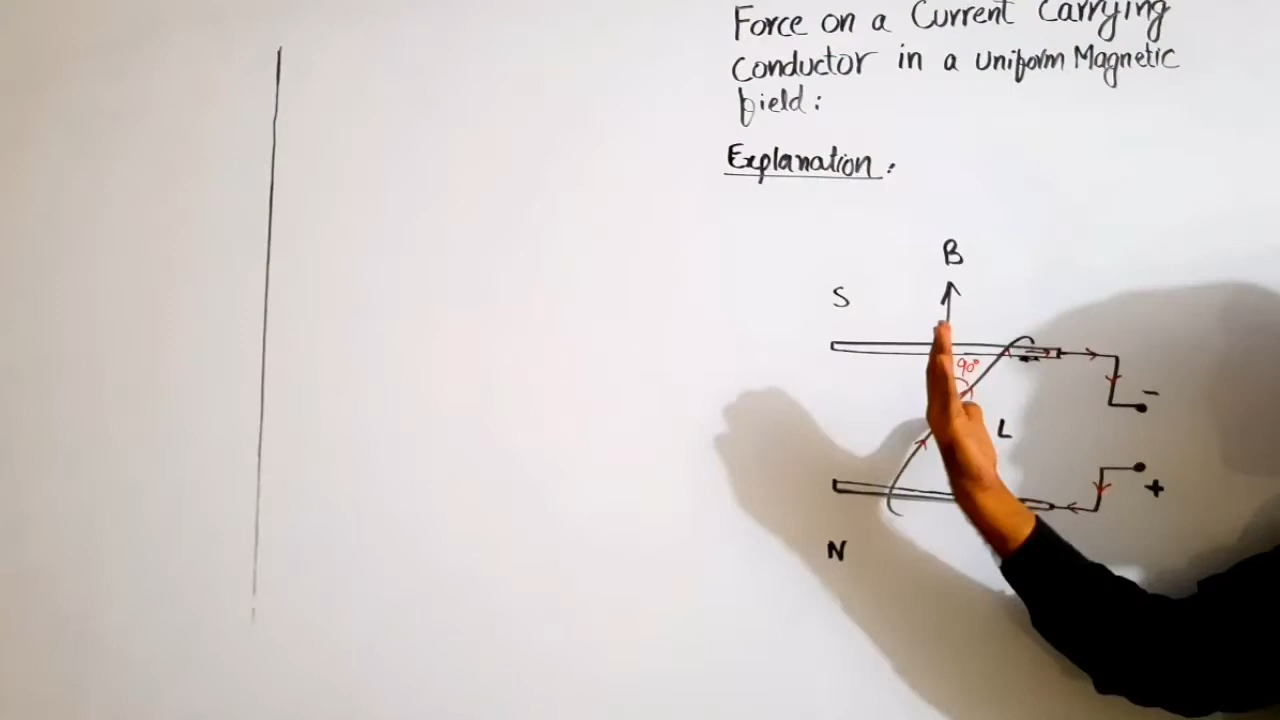 Force on a Current Carrying
Conductor in a uniform Magnetic
field:
Explanation:
B
S
90°
-
L
+
N